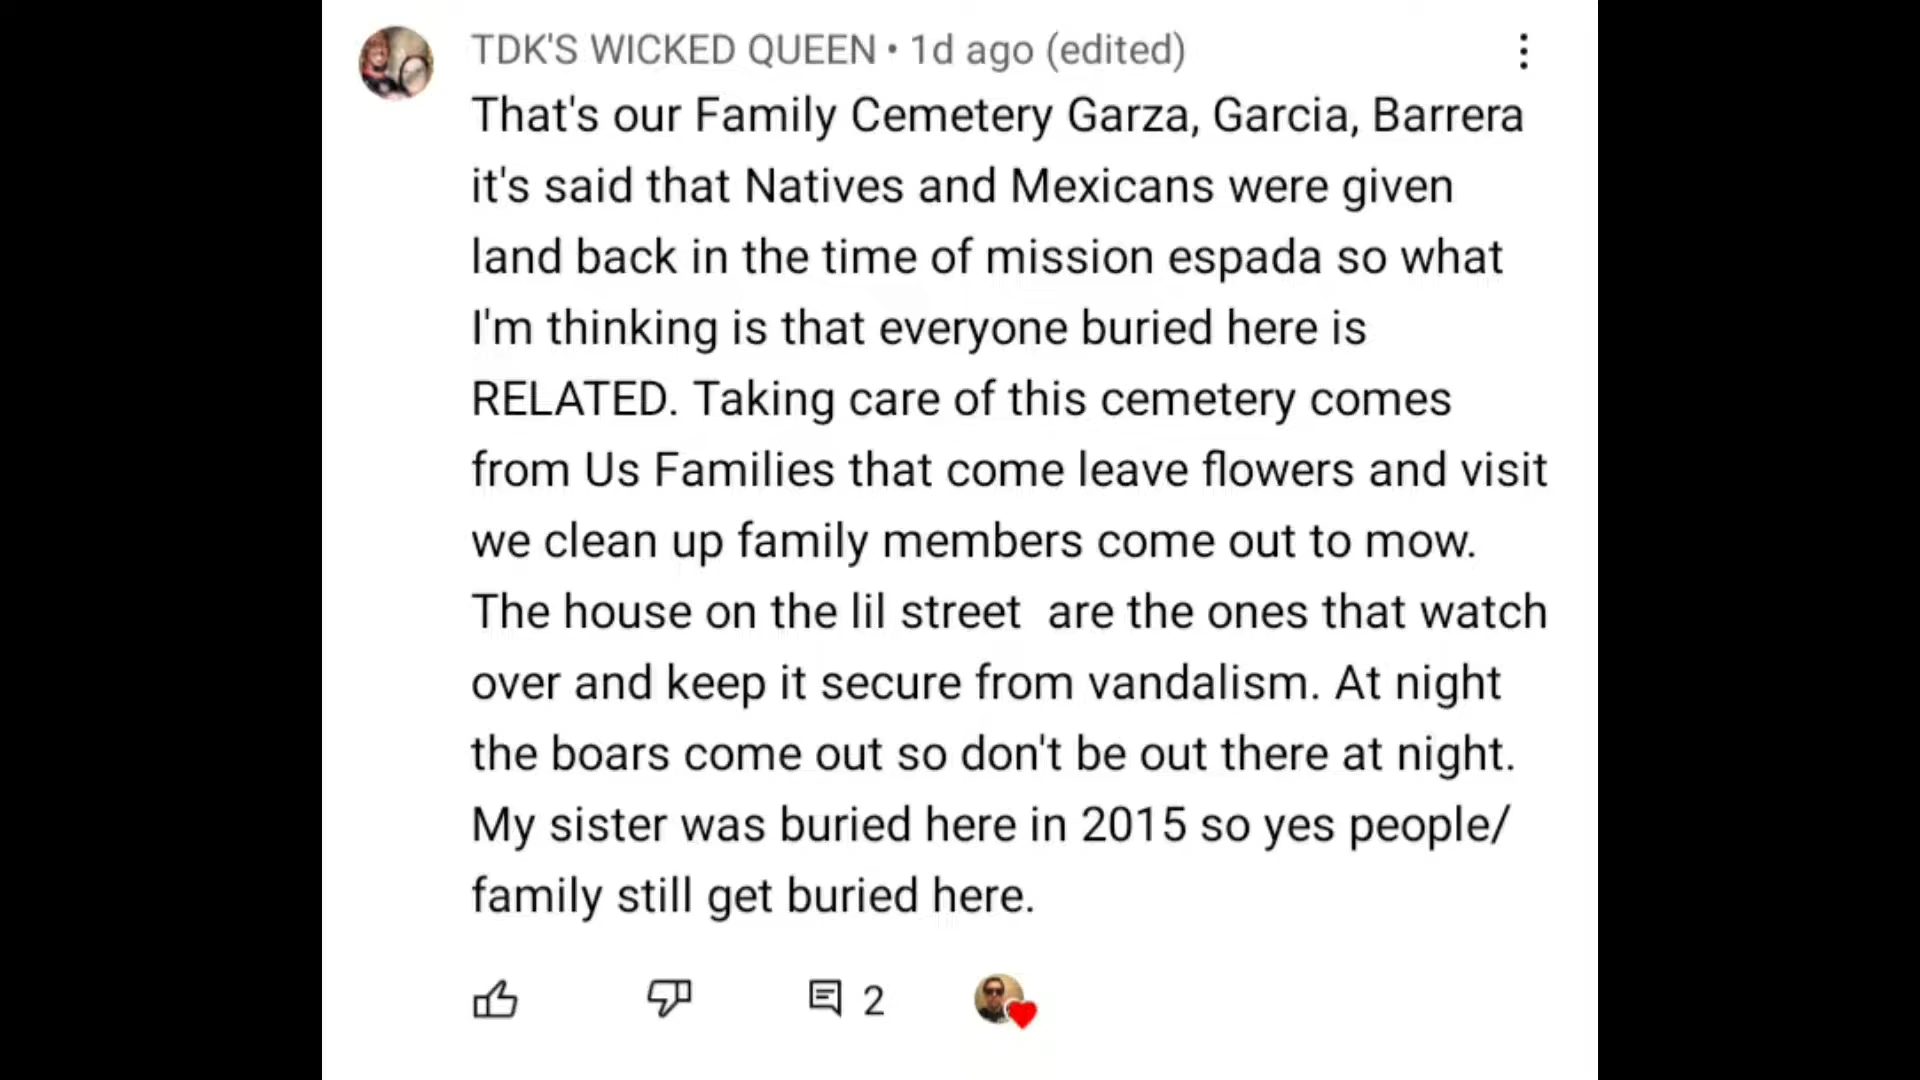 TDK'S WICKED QUEEN • 1d ago (edited)
That's our Family Cemetery Garza, Garcia, Barrera
it's said that Natives and Mexicans were given
land back in the time of mission espada so what
I'm thinking is that everyone buried here is
RELATED. Taking care of this cemetery comes
from Us Families that come leave flowers and visit
we clean up family members come out to mow.
The house on the lil street  are the ones that watch
over and keep it secure from vandalism. At night
the boars come out so don't be out there at night.
My sister was buried here in 2015 so yes people/
family still get buried here.
2